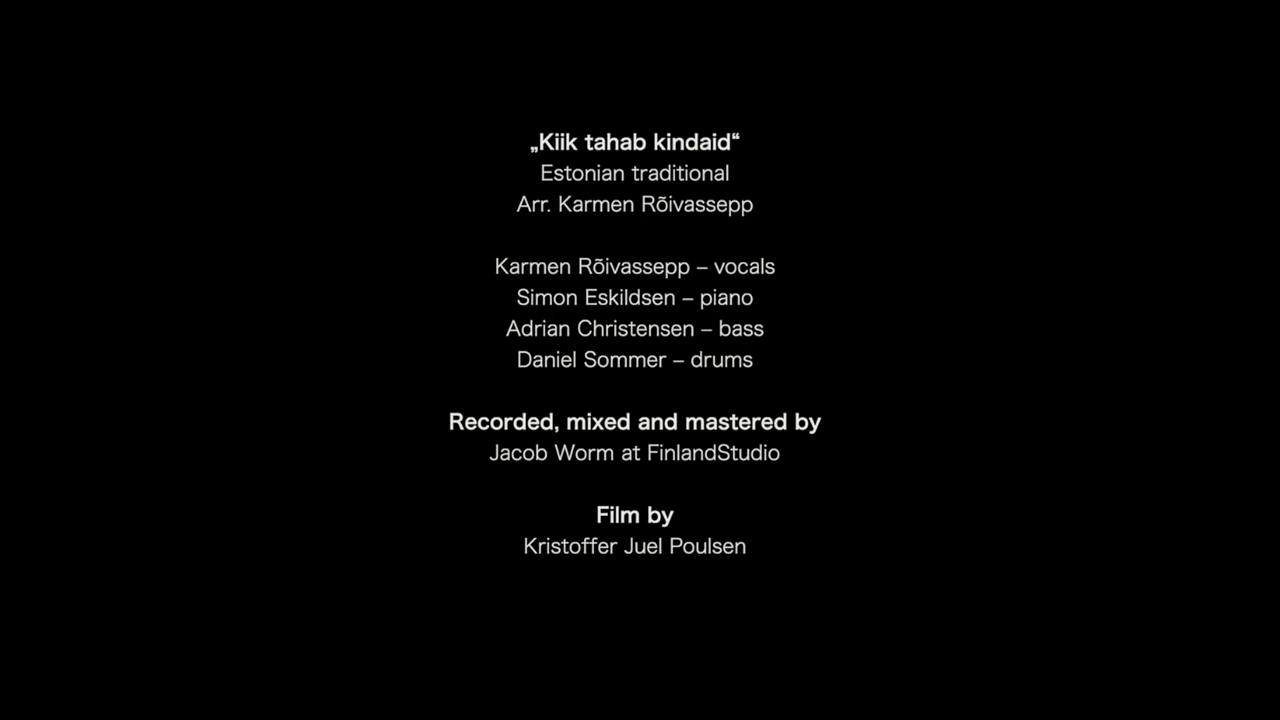 „Kiik tahab kindaid“
Estonian traditional
Arr. Karmen Rõivassepp
Karmen Rõivassepp – vocals
Simon Eskildsen – piano
Adrian Christensen – bass
Daniel Sommer – drums
Recorded, mixed and mastered by
Jacob Worm at FinlandStudio
Film by
Kristoffer Juel Poulsen